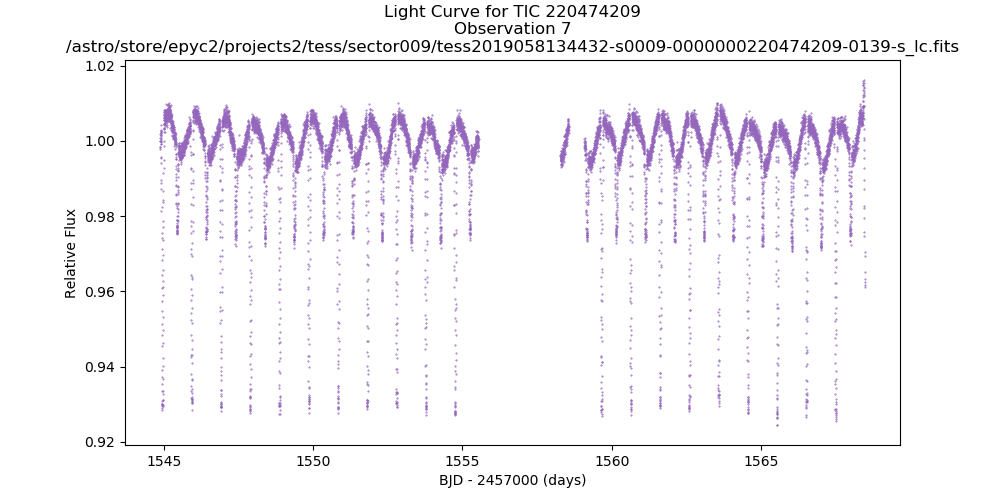 Light Curve for TIC 220474209
Observation 7
/astro/store/epyc2/projects2/tess/sector009/tess2019058134432-s0009-0000000220474209-0139-s_lc.fits
1.02
1.00
0.98
0.96
0.94
0.92
Relative Flux
1545
1550
1555
1560
1565
BJD - 2457000 (days)